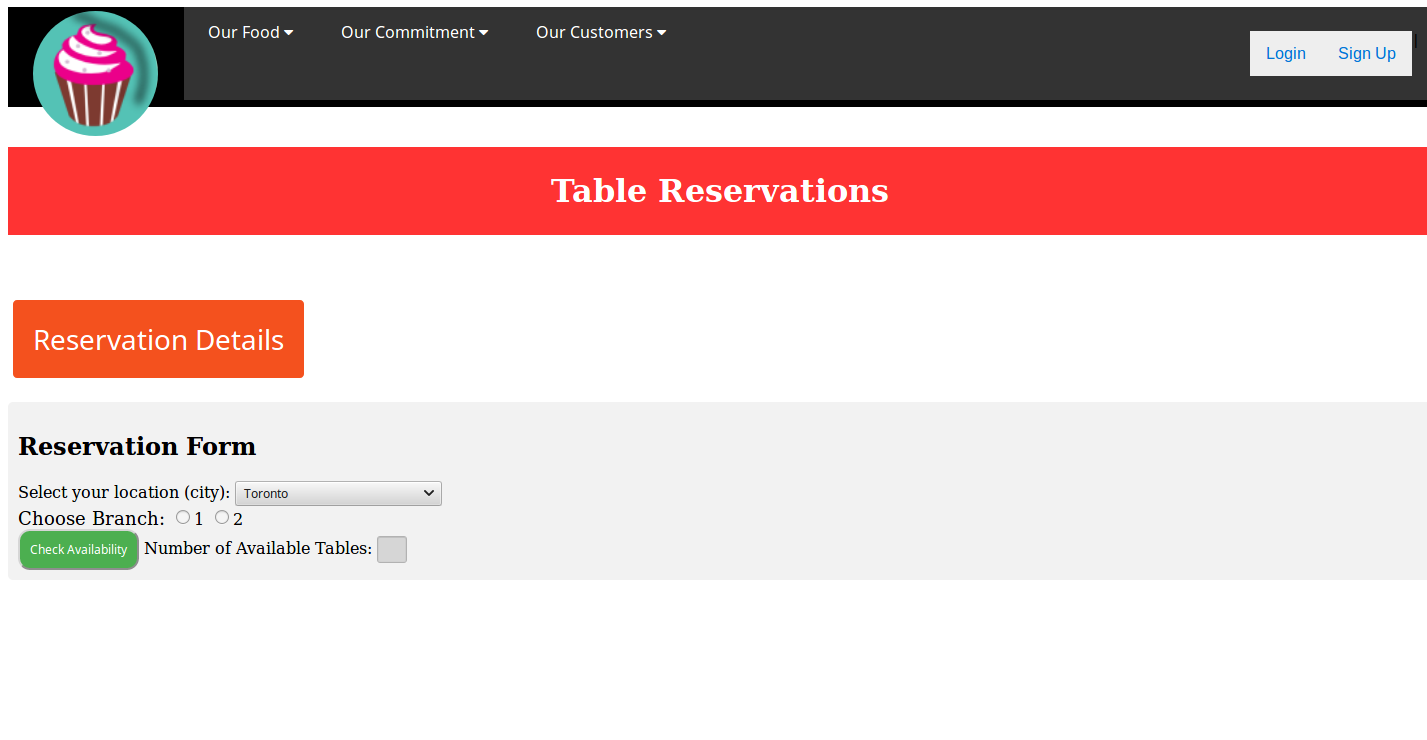 Our Food
Our Commitment
Our Customers
Login
Sign Up
|
Table Reservations
Reservation Details
Reservation Form
Select your location (city): Toronto
Choose Branch: 1 2
Check Availability Number of Available Tables: